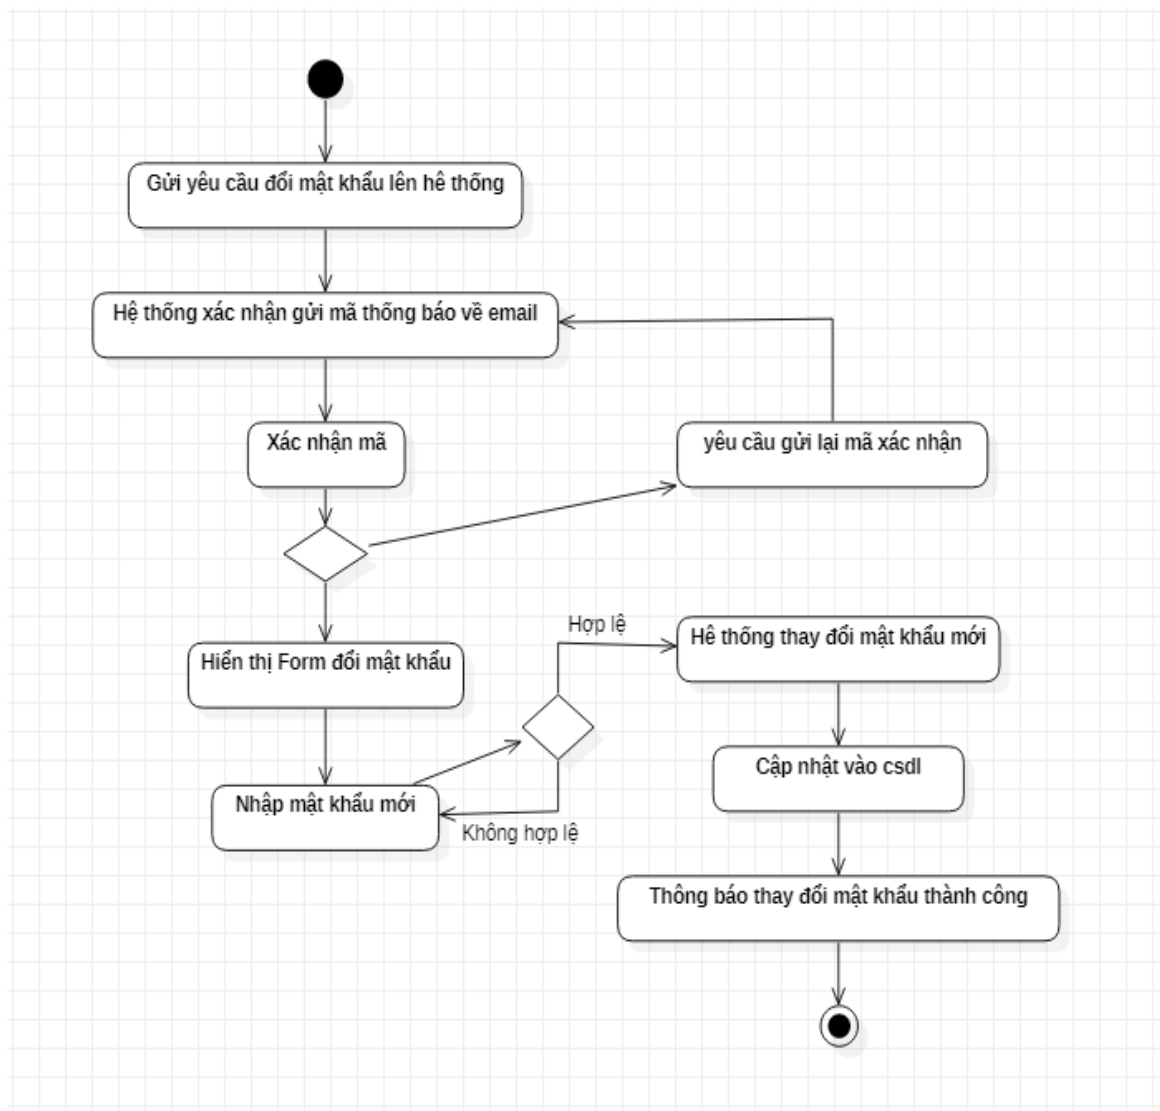 Gửi yêu cầu đổi mật khẩu lên hê thống
Hệ thống xác nhận gửi mã thống báo về email
Xác nhận mã
yêu cầu gửi lại mã xác nhận
Hiển thị Form đổi mật khẩu
Nhập mật khẩu mới
Hợp lệ
Không hợp lệ
Hê thống thay đổi mật khẩu mới
Cập nhật vào csdl
Thông báo thay đổi mật khẩu thành công